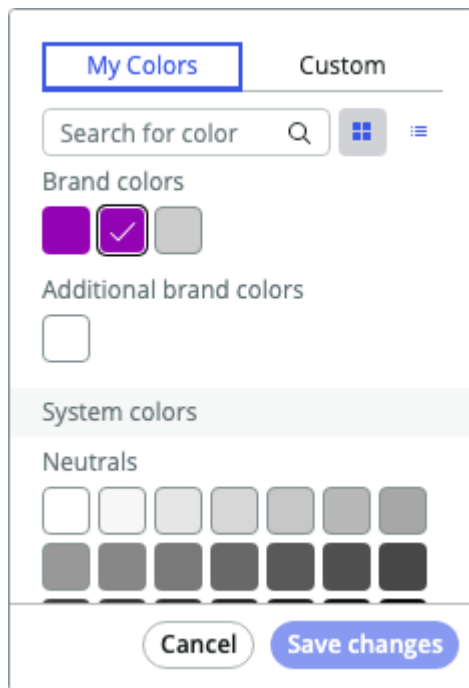 My Colors Custom
Search for color
Brand colors
Additional brand colors
System colors
Neutrals
Cancel Save changes